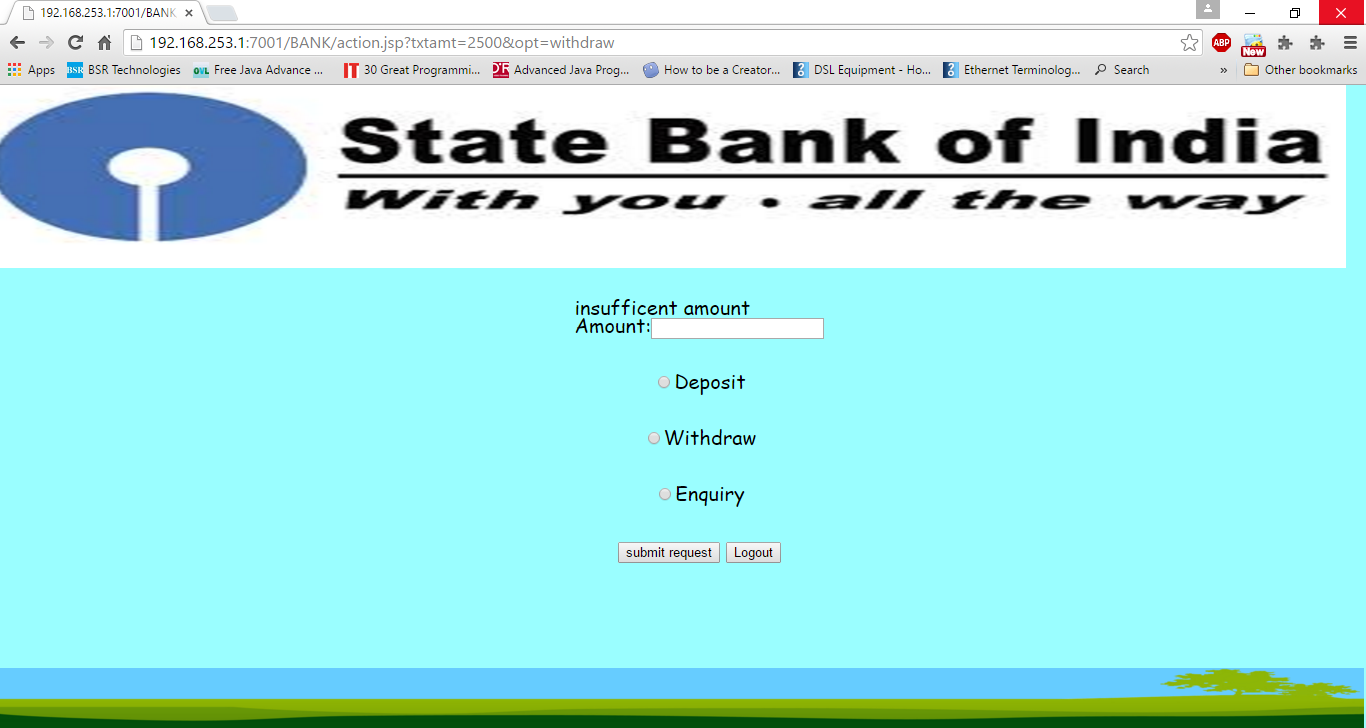 192.168.253.1:7001/BANK
192.168.253.1:7001/BANK/action.jsp?txtamt=2500&opt=withdraw
ABP
New
Apps BSR BSR Technologies OVL Free Java Advance ... IT 30 Great Programmi... Advanced Java Prog... How to be a Creator... DSL Equipment - Ho... Ethernet Terminolog... Search » Other bookmarks
State Bank of India
With you • all the way
insufficent amount
Amount:
Deposit
Withdraw
Enquiry
submit request Logout